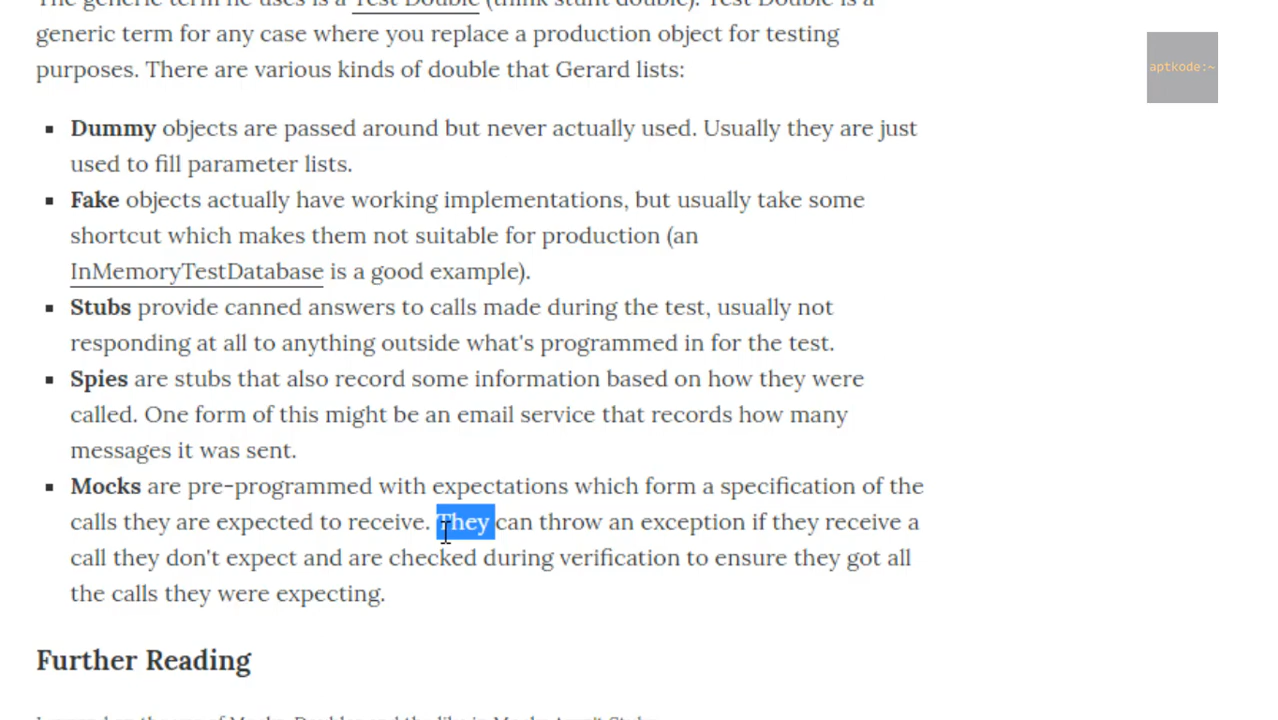 The generic term he uses is a Test Double (think stunt double). Test Double is a
generic term for any case where you replace a production object for testing
purposes. There are various kinds of double that Gerard lists:
aptkode:~
Dummy objects are passed around but never actually used. Usually they are just
used to fill parameter lists.
Fake objects actually have working implementations, but usually take some
shortcut which makes them not suitable for production (an
InMemoryTestDatabase is a good example).
Stubs provide canned answers to calls made during the test, usually not
responding at all to anything outside what's programmed in for the test.
Spies are stubs that also record some information based on how they were
called. One form of this might be an email service that records how many
messages it was sent.
Mocks are pre-programmed with expectations which form a specification of the
calls they are expected to receive. They can throw an exception if they receive a
call they don't expect and are checked during verification to ensure they got all
the calls they were expecting.
Further Reading